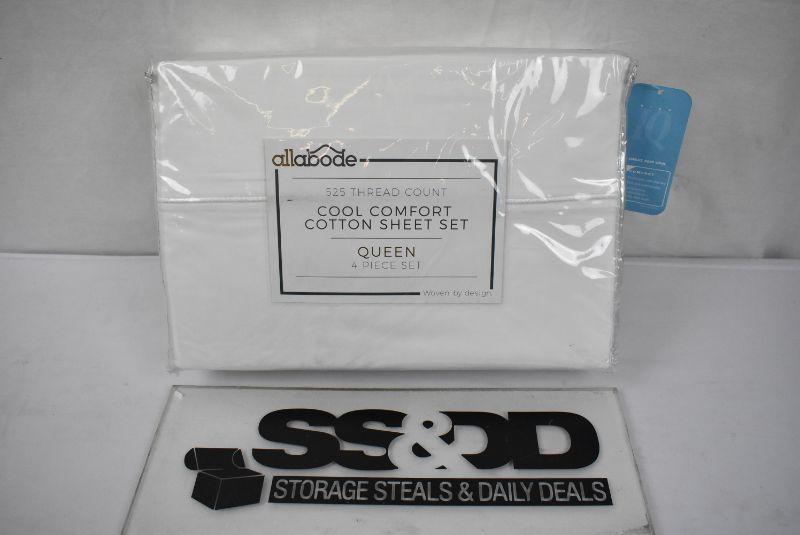 allabode
525 THREAD COUNT
COOL COMFORT
COTTON SHEET SET
QUEEN
4 PIECE SET
Woven by design
IQ
SS&DD
STORAGE STEALS & DAILY DEALS